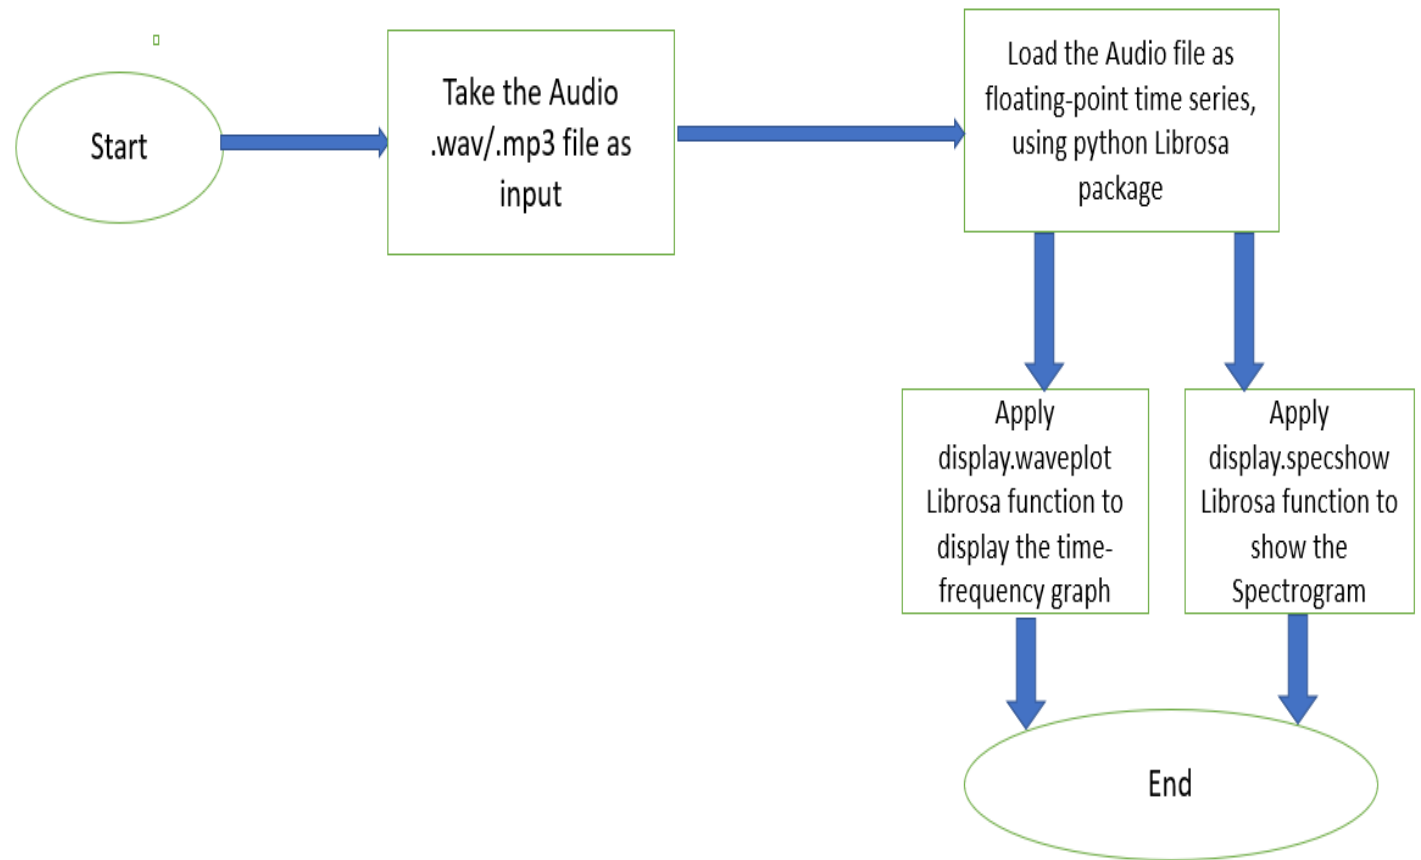 Start
Take the Audio
.wav/.mp3 file as
input
Load the Audio file as
floating-point time series,
using python Librosa
package
Apply
display.waveplot
Librosa function to
display the time-
frequency graph
Apply
display.specshow
Librosa function to
show the
Spectrogram
End